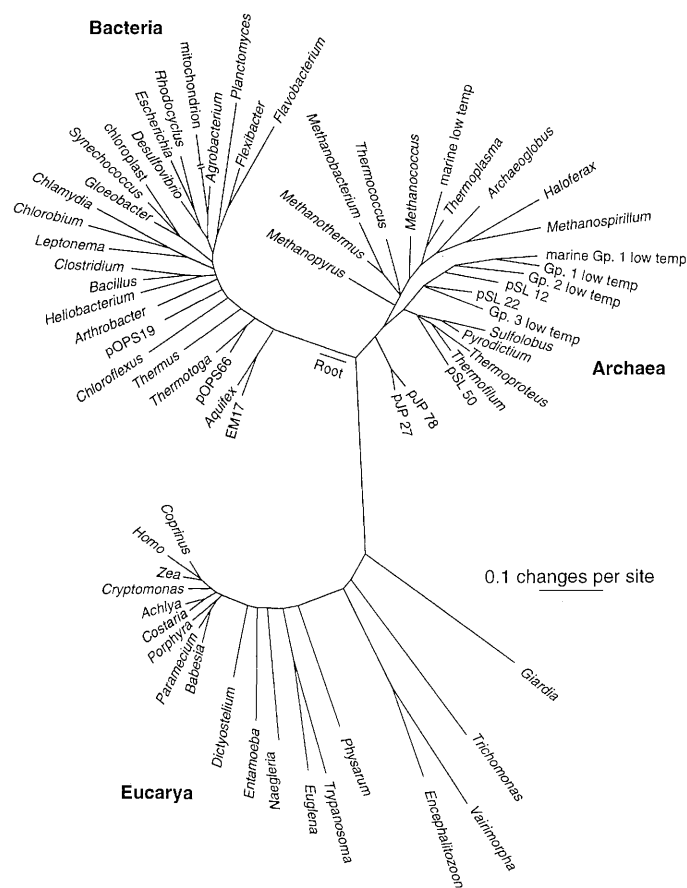 Bacteria
mitochondrion
Planctomyces
Flavobacterium
Rhodocyclus
Escherichia
Desulfovibrio
Agrobacterium
Flexibacter
chloroplast
Synechococcus
Gloeobacter
Chlamydia
Chlorobium
Leptonema
Clostridium
Bacillus
Heliobacterium
Arthrobacter
pOPS19
Chloroflexus
Thermus
Thermotoga
pOPS66
Aquifex
EM17
Root
Methanopyrus
Methanothermus
Methanobacterium
Thermococcus
Methanococcus
marine low temp
Thermoplasma
Archaeoglobus
Haloferax
Methanospirillum
marine Gp. 1 low temp
Gp. 1 low temp
Gp. 2 low temp
pSL 12
pSL 22
Gp. 3 low temp
Sulfolobus
Pyrodictium
Thermoproteus
Thermofilum
pSL 50
pJP 78
pJP 27
Archaea
0.1 changes per site
Coprinus
Homo
Zea
Cryptomonas
Achlya
Costaria
Porphyra
Paramecium
Babesia
Dictyostelium
Entamoeba
Naegleria
Euglena
Trypanosoma
Physarum
Encephalitozoon
Vairimorpha
Trichomonas
Giardia
Eucarya